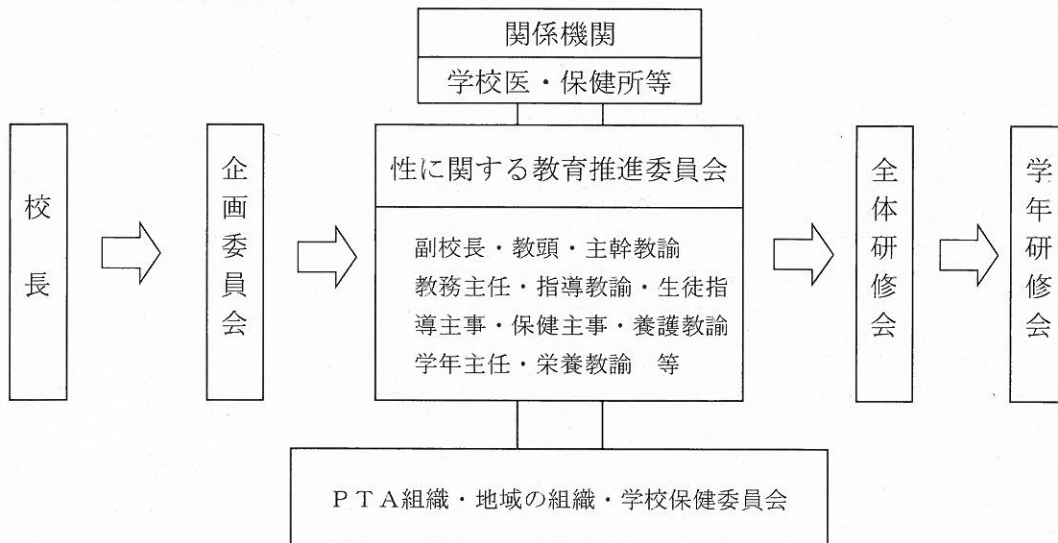 関係機関
学校医・保健所等
校長
企画委員会
性に関する教育推進委員会
副校長・教頭・主幹教諭
教務主任・指導教諭・生徒指
導主事・保健主事・養護教諭
学年主任・栄養教諭　等
全体研修会
学年研修会
ＰＴＡ組織・地域の組織・学校保健委員会